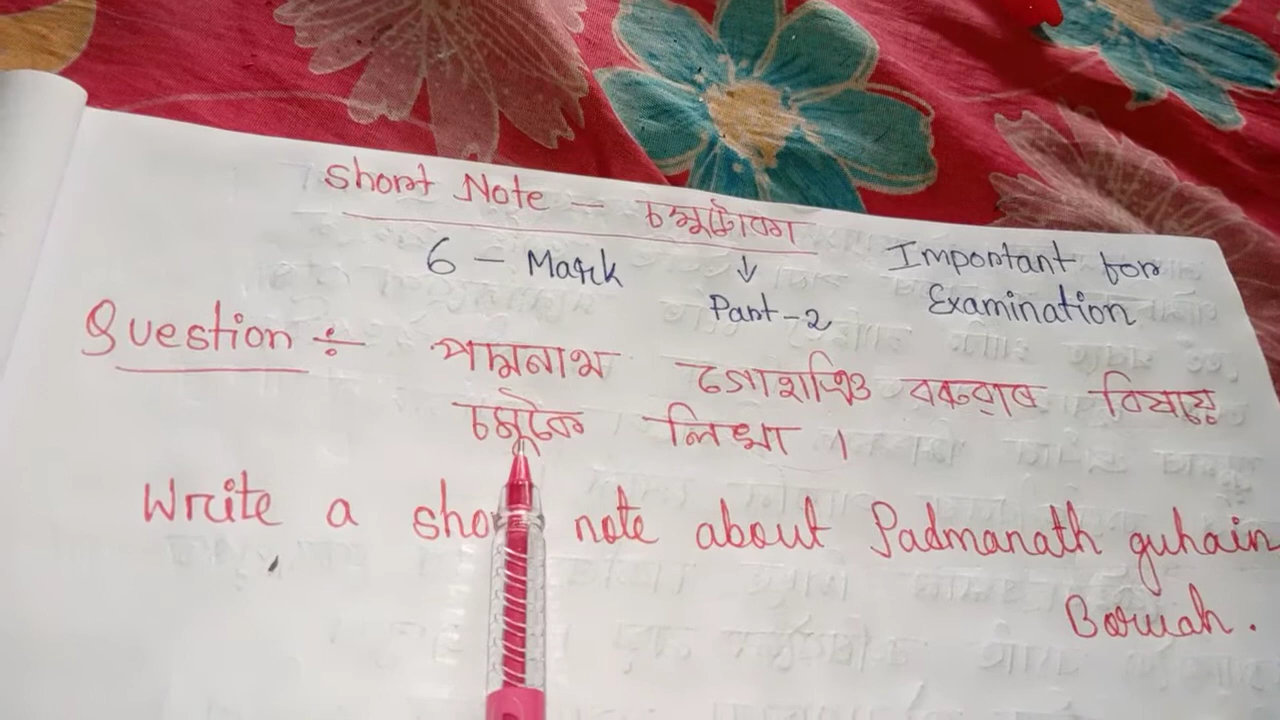 Short Note - চমুটোকা
6 - Mark ↓ Important for
Part-2 Examination
Question ÷ পদ্মনাথ গোহাঞি বৰুৱাৰ বিষয়ে
চমুকৈ লিখা ।
Write a sho note about Padmanath guhain
Boruah.